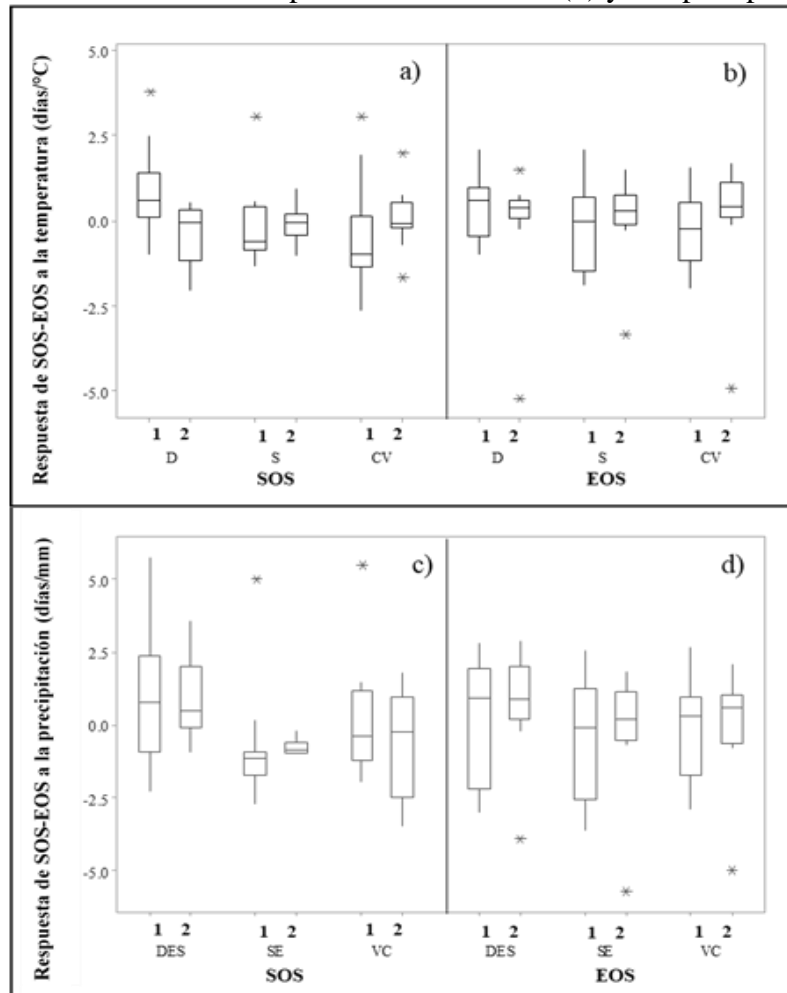 Respuesta de SOS-EOS a la temperatura (días/°C)
5.0
2.5
0.0
-2.5
-5.0
a)
b)
1 2 1 2 1 2 1 2 1 2 1 2
D S CV D S CV
SOS EOS
Respuesta de SOS-EOS a la precipitación (días/mm)
5.0
2.5
0.0
-2.5
-5.0
c)
d)
1 2 1 2 1 2 1 2 1 2 1 2
DES SE VC DES SE VC
SOS EOS